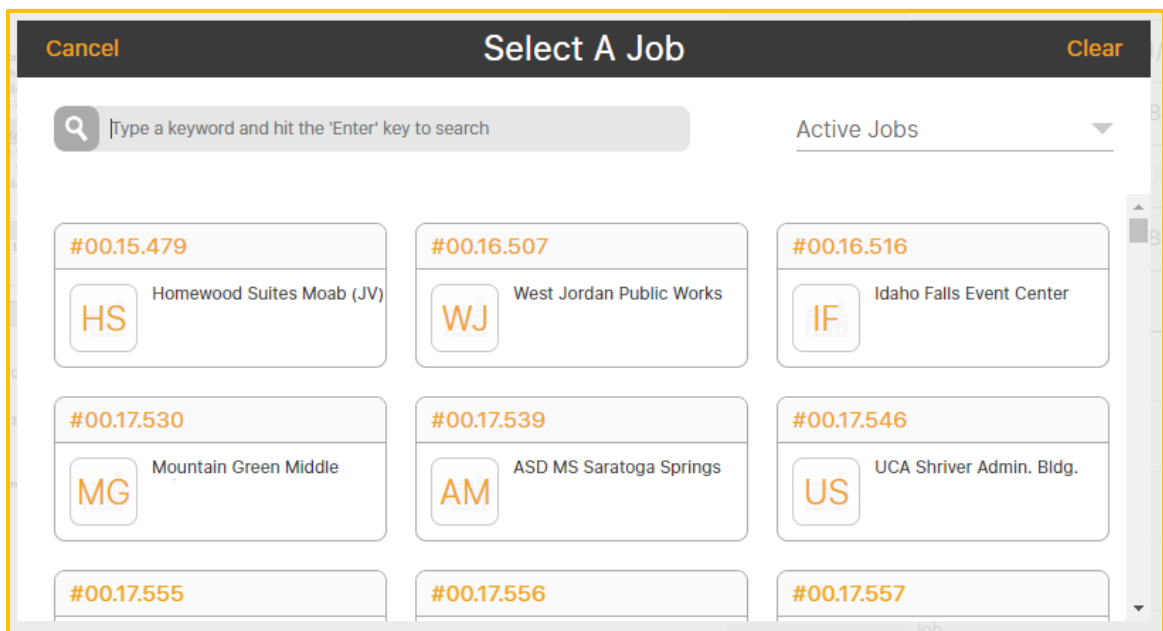 Cancel Select A Job Clear
Type a keyword and hit the 'Enter' key to search Active Jobs
#00.15.479 #00.16.507 #00.16.516
HS Homewood Suites Moab (JV) WJ West Jordan Public Works IF Idaho Falls Event Center
#00.17.530 #00.17.539 #00.17.546
MG Mountain Green Middle AM ASD MS Saratoga Springs US UCA Shriver Admin. Bldg.
#00.17.555 #00.17.556 #00.17.557